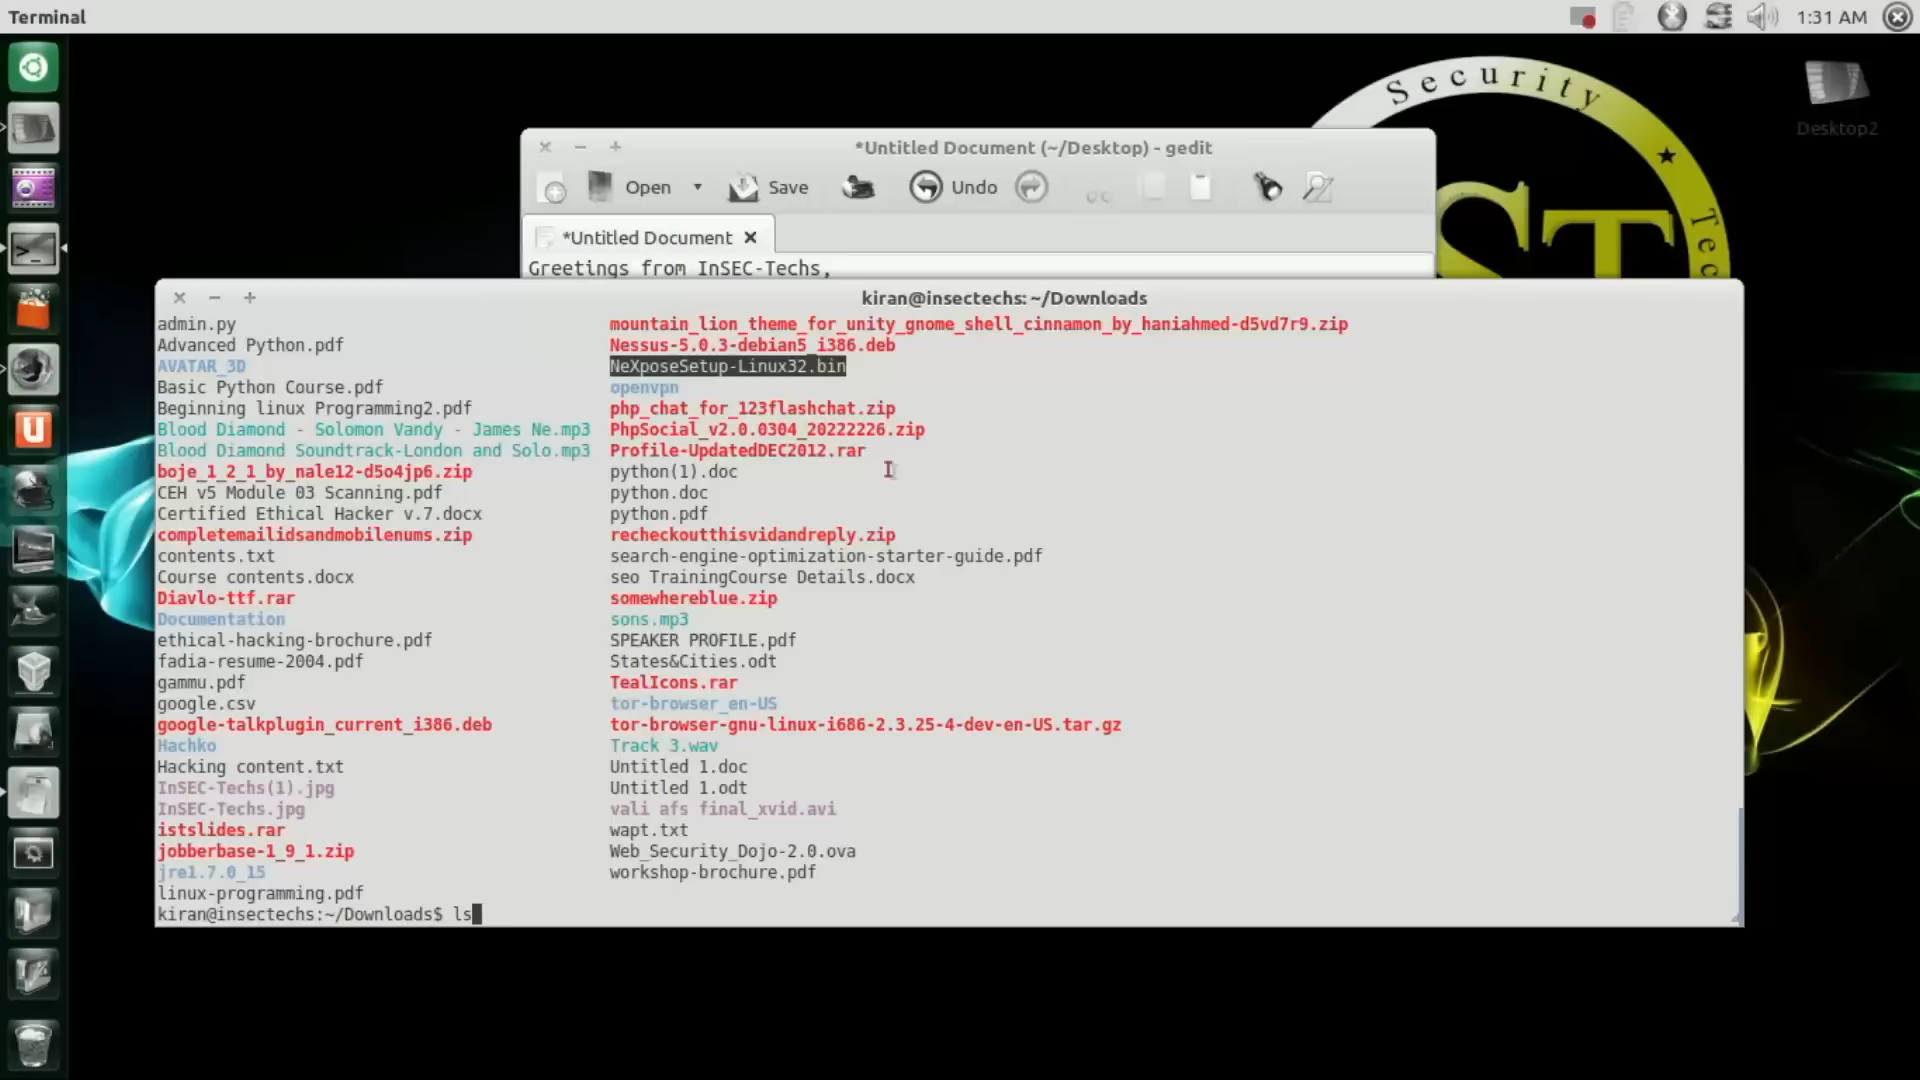 Terminal
1:31 AM
Security
Tec
ST
Desktop2
*Untitled Document (~/Desktop) - gedit
Open
Save
Undo
*Untitled Document
Greetings from InSEC-Techs,
kiran@insectechs: ~/Downloads
admin.py mountain_lion_theme_for_unity_gnome_shell_cinnamon_by_haniahmed-d5vd7r9.zip
Advanced Python.pdf Nessus-5.0.3-debian5_i386.deb
AVATAR_3D NeXposeSetup-Linux32.bin
Basic Python Course.pdf openvpn
Beginning linux Programming2.pdf php_chat_for_123flashchat.zip
Blood Diamond - Solomon Vandy - James Ne.mp3 PhpSocial_v2.0.0304_20222226.zip
Blood Diamond Soundtrack-London and Solo.mp3 Profile-UpdatedDEC2012.rar
boje_1_2_1_by_nale12-d5o4jp6.zip python(1).doc
CEH v5 Module 03 Scanning.pdf python.doc
Certified Ethical Hacker v.7.docx python.pdf
completemailidsandmobilenums.zip recheckoutthisvidandreply.zip
contents.txt search-engine-optimization-starter-guide.pdf
Course contents.docx seo TrainingCourse Details.docx
Diavlo-ttf.rar somewhereblue.zip
Documentation sons.mp3
ethical-hacking-brochure.pdf SPEAKER PROFILE.pdf
fadia-resume-2004.pdf States&Cities.odt
gammu.pdf TealIcons.rar
google.csv tor-browser_en-US
google-talkplugin_current_i386.deb tor-browser-gnu-linux-i686-2.3.25-4-dev-en-US.tar.gz
Hachko Track 3.wav
Hacking content.txt Untitled 1.doc
InSEC-Techs(1).jpg Untitled 1.odt
InSEC-Techs.jpg vali afs final_xvid.avi
istslides.rar wapt.txt
jobberbase-1_9_1.zip Web_Security_Dojo-2.0.ova
jre1.7.0_15 workshop-brochure.pdf
linux-programming.pdf
kiran@insectechs:~/Downloads$ ls